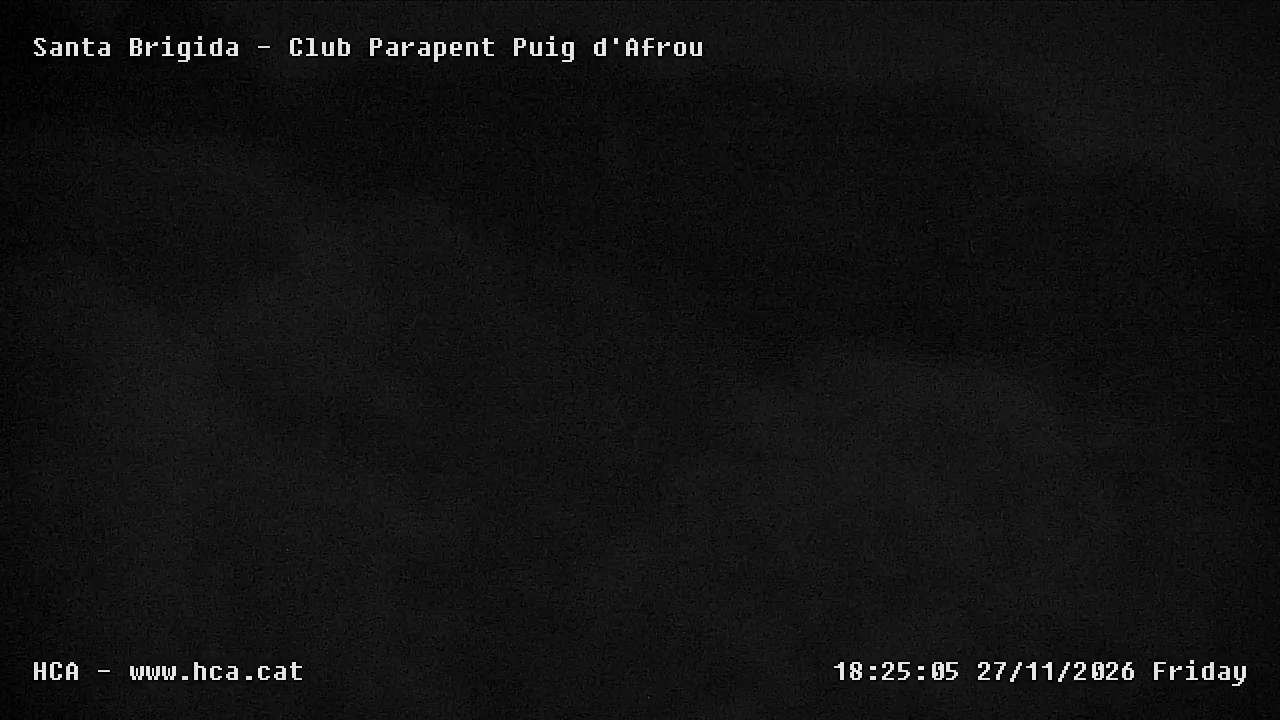 Santa Brigida - Club Parapent Puig d'Afrou
HCA - www.hca.cat
18:25:05 27/11/2026 Friday